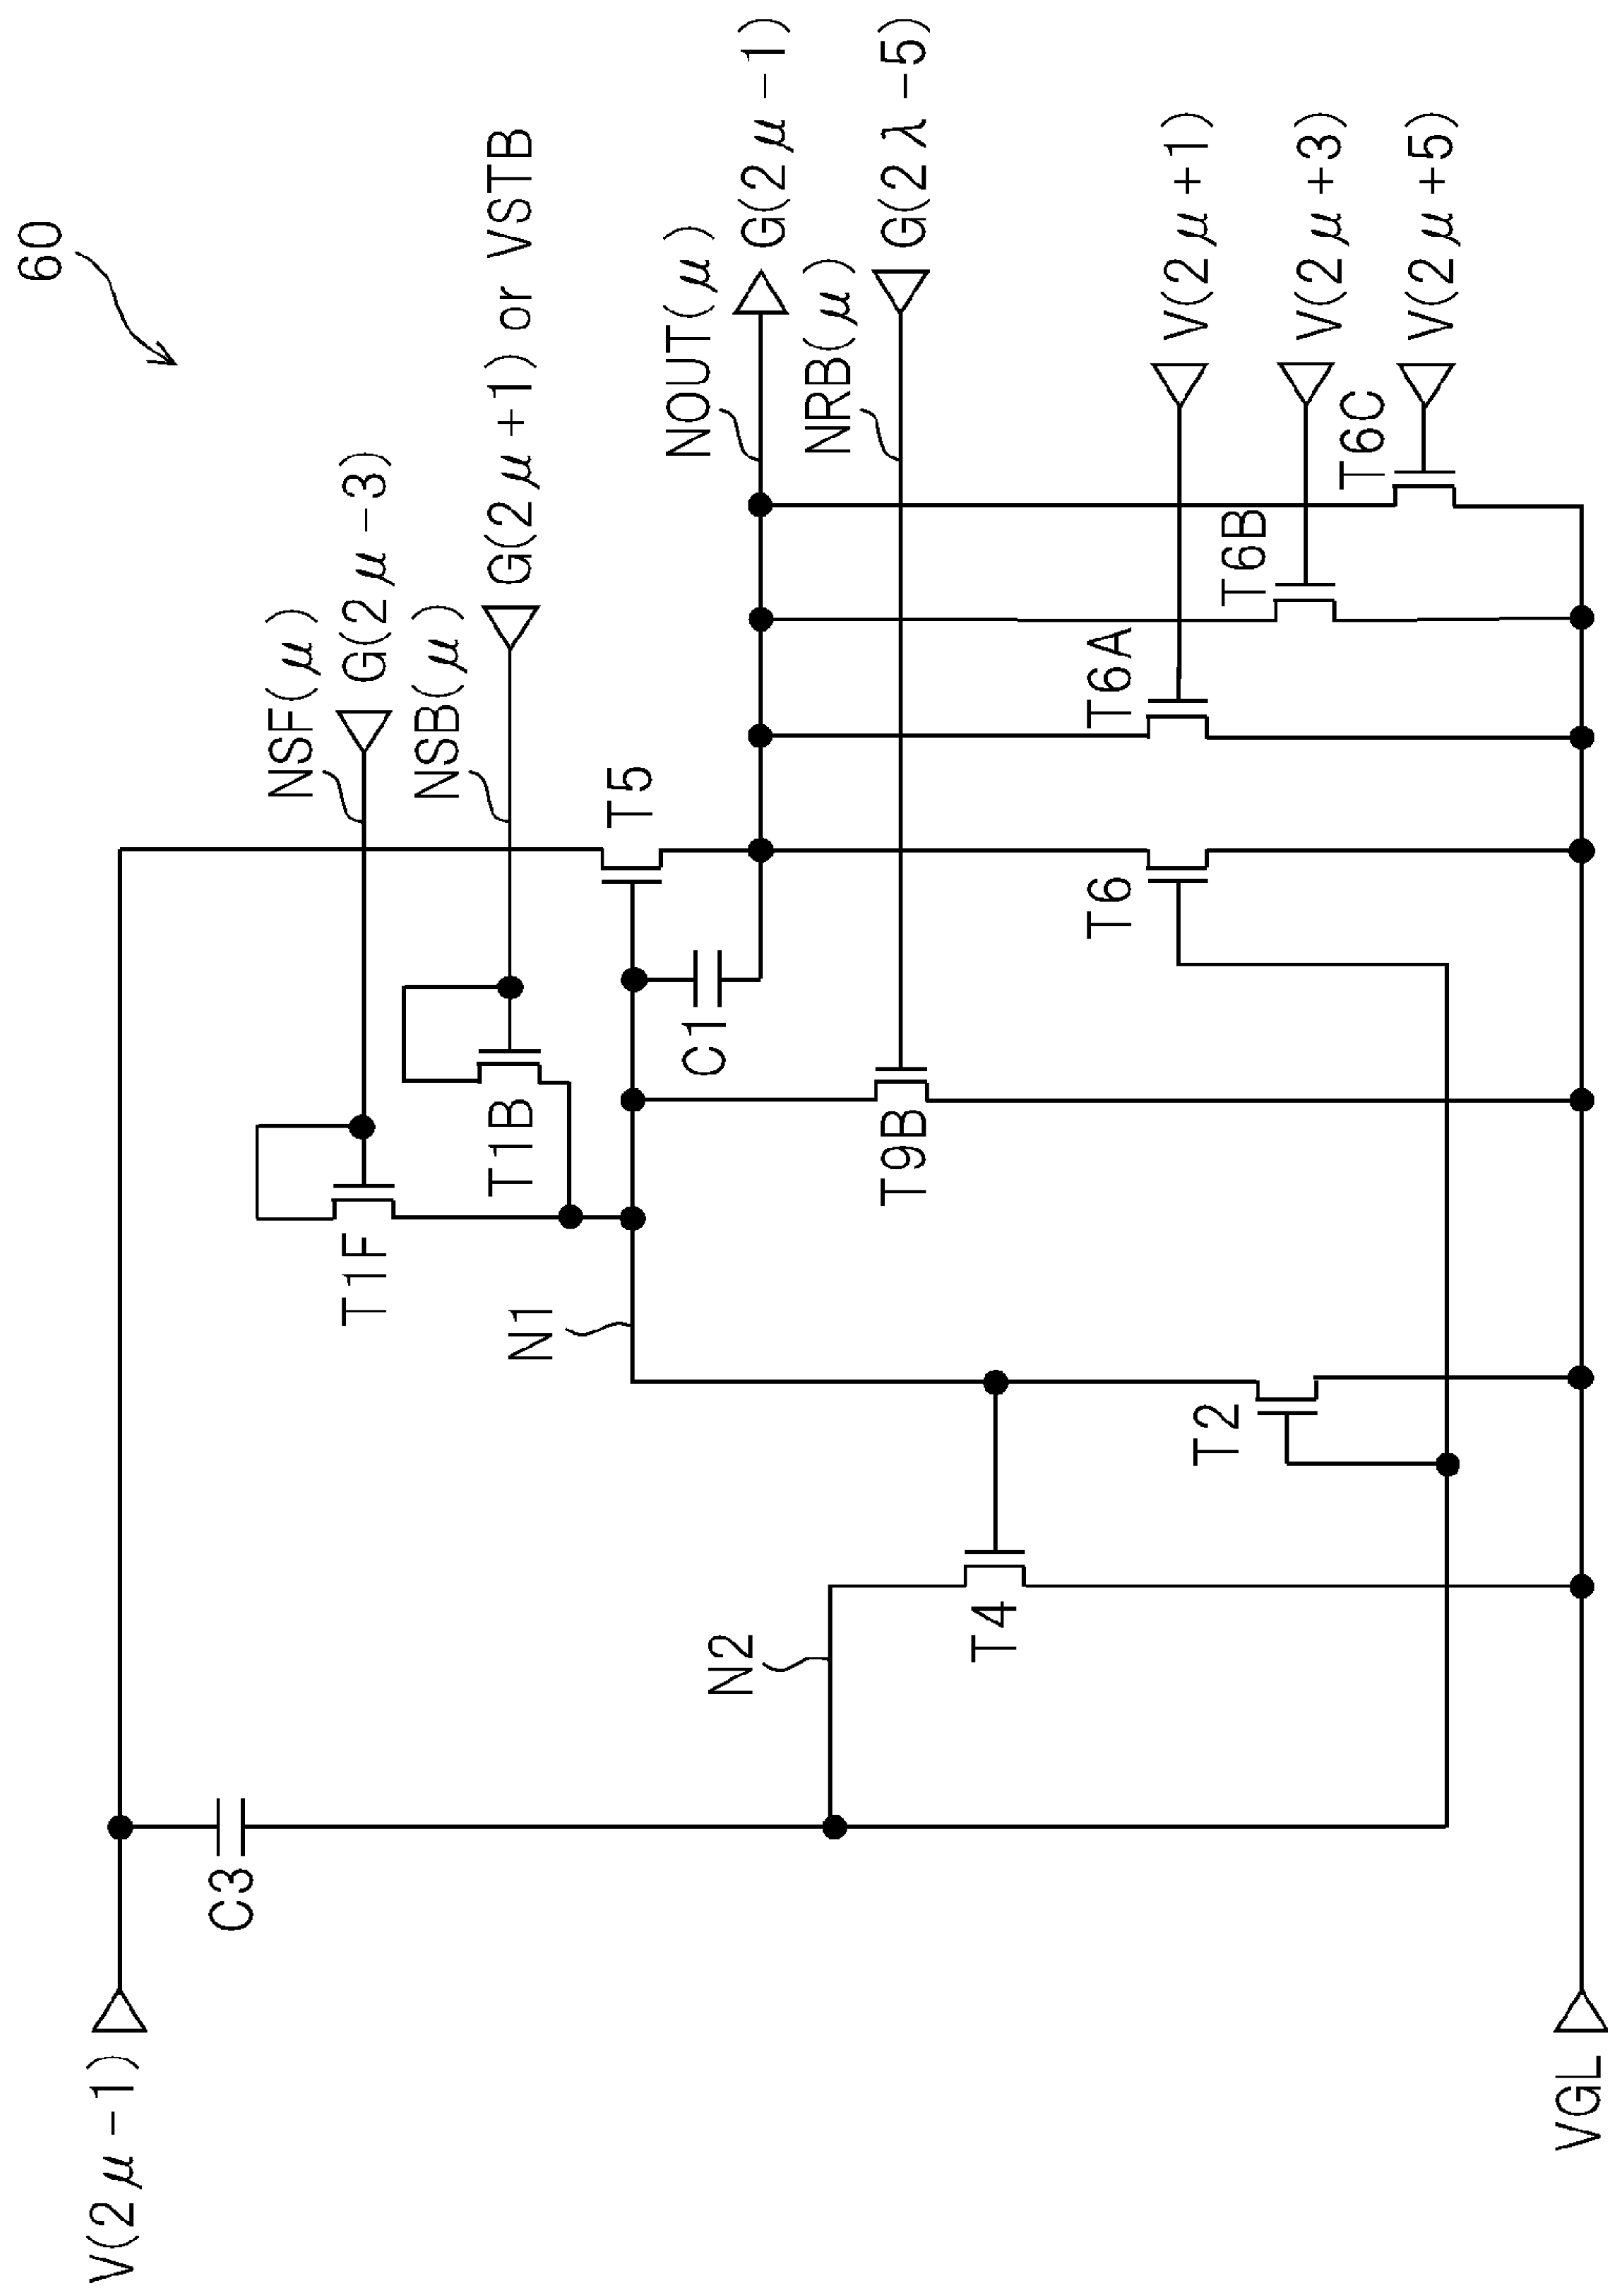 60
V(2μ-1)
C3
NSF(μ)
G(2μ-3)
T1F
NSB(μ)
G(2μ+1) or VSTB
T1B
N1
T5
C1
NOUT(μ)
G(2μ-1)
NRB(μ)
G(2λ-5)
T9B
N2
T4
T2
T6
T6A
V(2μ+1)
T6B
V(2μ+3)
T6C
V(2μ+5)
VGL